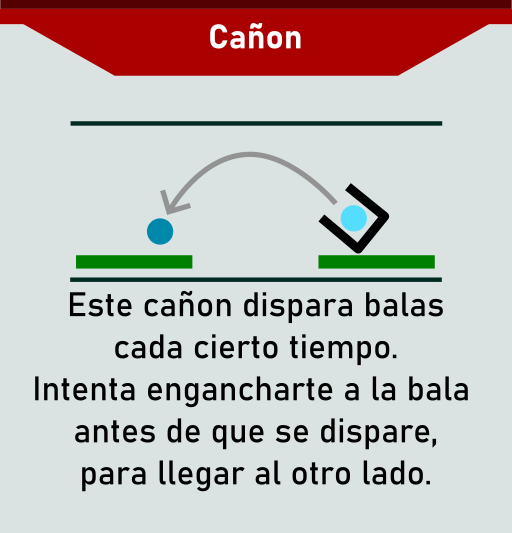 Cañon
Este cañon dispara balas
cada cierto tiempo.
Intenta engancharte a la bala
antes de que se dispare,
para llegar al otro lado.